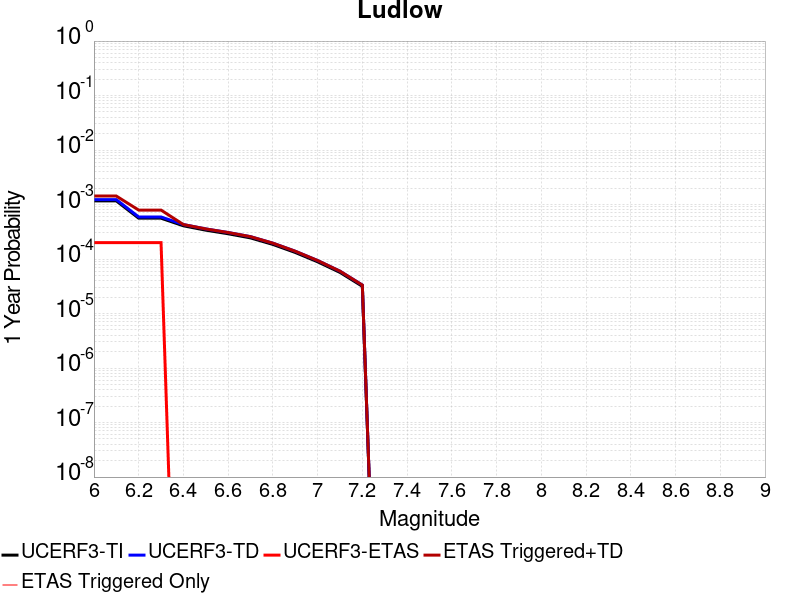 Ludlow
10^0
10^-1
10^-2
10^-3
10^-4
10^-5
10^-6
10^-7
10^-8
1 Year Probability
6 6.2 6.4 6.6 6.8 7 7.2 7.4 7.6 7.8 8 8.2 8.4 8.6 8.8 9
Magnitude
UCERF3-TI UCERF3-TD UCERF3-ETAS ETAS Triggered+TD
ETAS Triggered Only